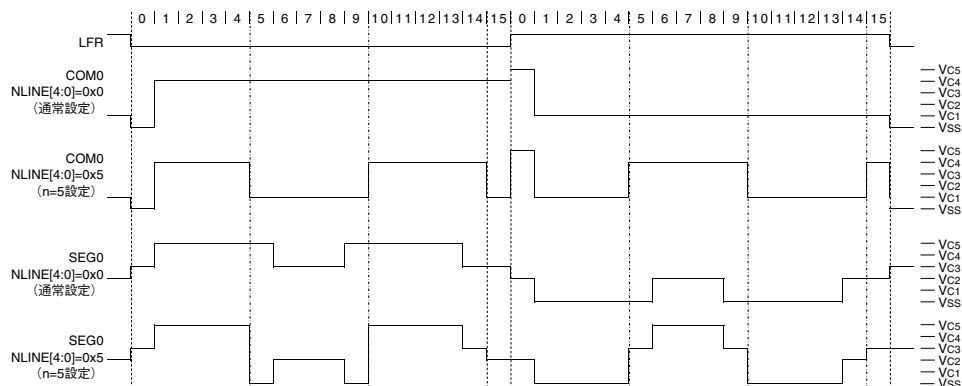 0 1 2 3 4 5 6 7 8 9 10 11 12 13 14 15 0 1 2 3 4 5 6 7 8 9 10 11 12 13 14 15
LFR
COM0
NLINE[4:0]=0x0
（通常設定）
VC5
VC4
VC3
VC2
VC1
VSS
COM0
NLINE[4:0]=0x5
（n=5設定）
VC5
VC4
VC3
VC2
VC1
VSS
SEG0
NLINE[4:0]=0x0
（通常設定）
VC5
VC4
VC3
VC2
VC1
VSS
SEG0
NLINE[4:0]=0x5
（n=5設定）
VC5
VC4
VC3
VC2
VC1
VSS